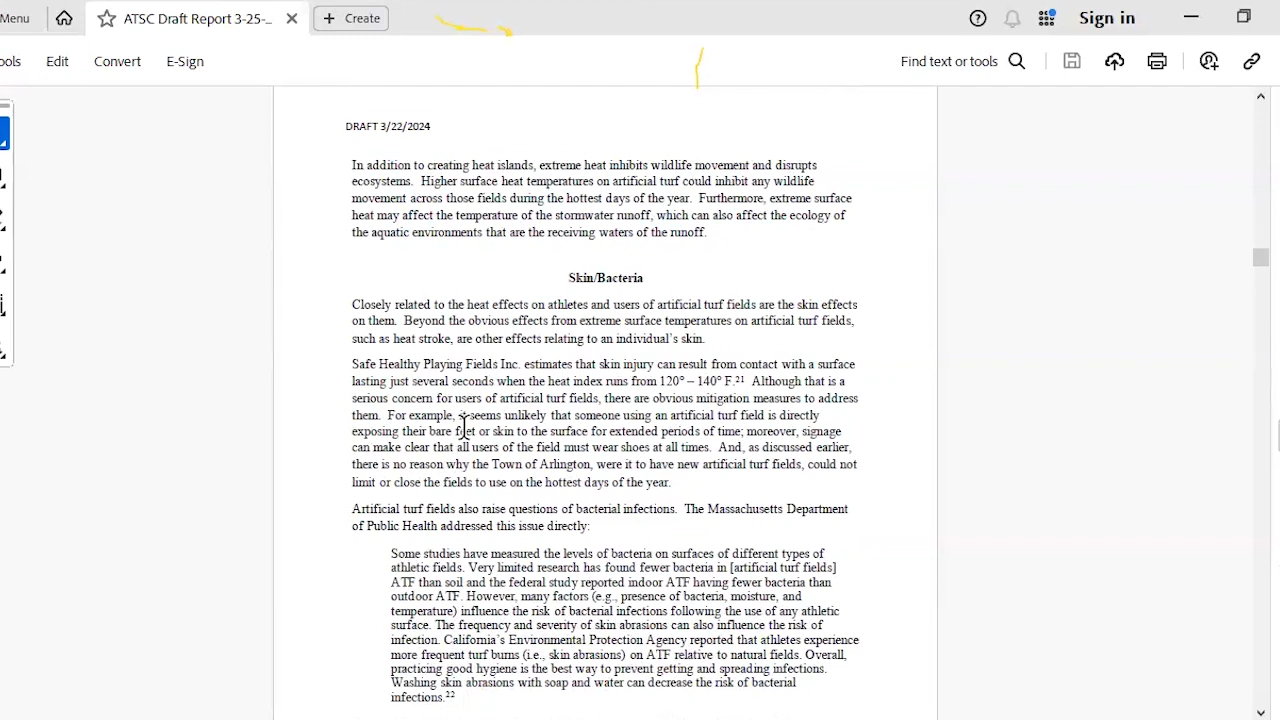 Menu
ATSC Draft Report 3-25-...
Create
Sign in
ools
Edit
Convert
E-Sign
Find text or tools
DRAFT 3/22/2024
In addition to creating heat islands, extreme heat inhibits wildlife movement and disrupts
ecosystems. Higher surface heat temperatures on artificial turf could inhibit any wildlife
movement across those fields during the hottest days of the year. Furthermore, extreme surface
heat may affect the temperature of the stormwater runoff, which can also affect the ecology of
the aquatic environments that are the receiving waters of the runoff.
Skin/Bacteria
Closely related to the heat effects on athletes and users of artificial turf fields are the skin effects
on them. Beyond the obvious effects from extreme surface temperatures on artificial turf fields,
such as heat stroke, are other effects relating to an individual's skin.
Safe Healthy Playing Fields Inc. estimates that skin injury can result from contact with a surface
lasting just several seconds when the heat index runs from 120° – 140° F.21 Although that is a
serious concern for users of artificial turf fields, there are obvious mitigation measures to address
them. For example, seems unlikely that someone using an artificial turf field is directly
exposing their bare feet or skin to the surface for extended periods of time; moreover, signage
can make clear that all users of the field must wear shoes at all times. And, as discussed earlier,
there is no reason why the Town of Arlington, were it to have new artificial turf fields, could not
limit or close the fields to use on the hottest days of the year.
Artificial turf fields also raise questions of bacterial infections. The Massachusetts Department
of Public Health addressed this issue directly:
Some studies have measured the levels of bacteria on surfaces of different types of
athletic fields. Very limited research has found fewer bacteria in [artificial turf fields]
ATF than soil and the federal study reported indoor ATF having fewer bacteria than
outdoor ATF. However, many factors (e.g., presence of bacteria, moisture, and
temperature) influence the risk of bacterial infections following the use of any athletic
surface. The frequency and severity of skin abrasions can also influence the risk of
infection. California's Environmental Protection Agency reported that athletes experience
more frequent turf burns (i.e., skin abrasions) on ATF relative to natural fields. Overall,
practicing good hygiene is the best way to prevent getting and spreading infections.
Washing skin abrasions with soap and water can decrease the risk of bacterial
infections.22